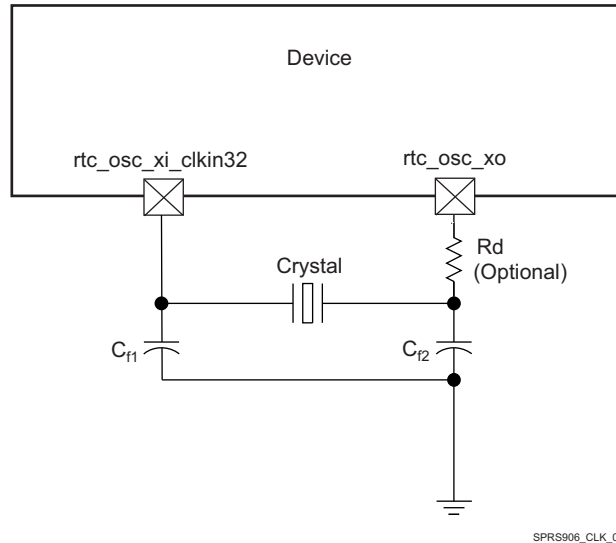 Device
rtc_osc_xi_clkin32
rtc_osc_xo
Crystal
Rd
(Optional)
Cf1
Cf2